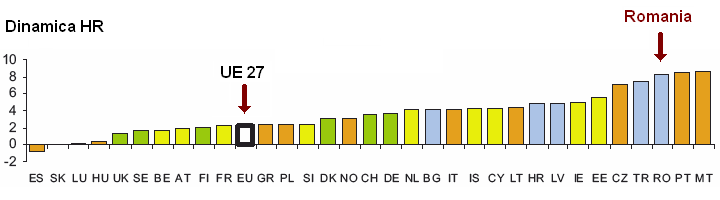 Dinamica HR
Romania
UE 27
10
8
6
4
2
0
-2
ES SK LU HU UK SE BE AT FI FR EU GR PL SI DK NO CH DE NL BG IT IS CY LT HR LV IE EE CZ TR RO PT MT